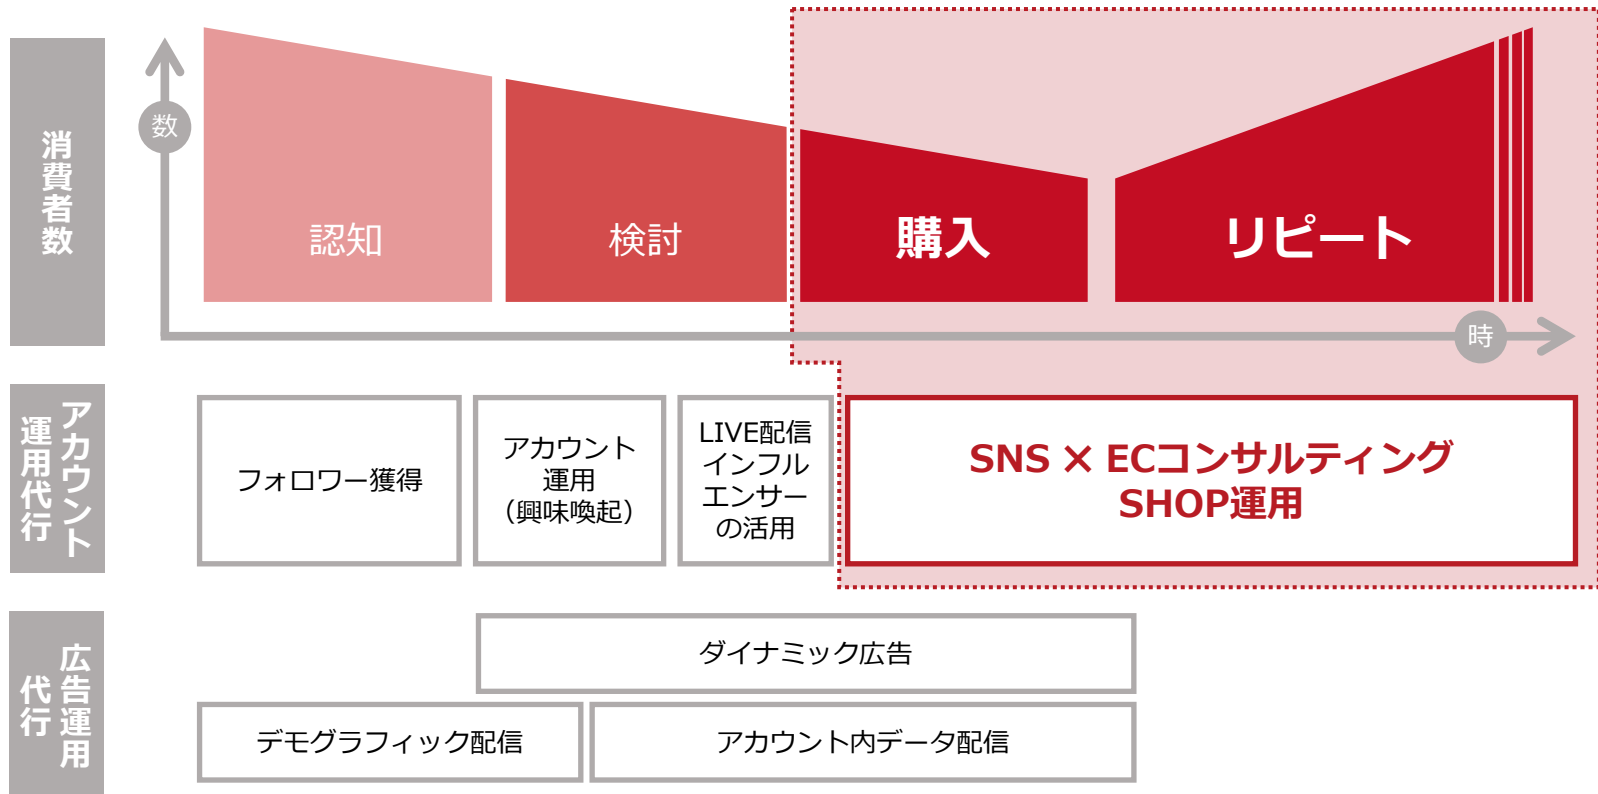 消費者数
数
認知
検討
購入
リピート
時
アカウント
運用代行
フォロワー獲得
アカウント
運用
（興味喚起）
LIVE配信
インフル
エンサー
の活用
SNS × ECコンサルティング
SHOP運用
広告運用
代行
ダイナミック広告
デモグラフィック配信
アカウント内データ配信